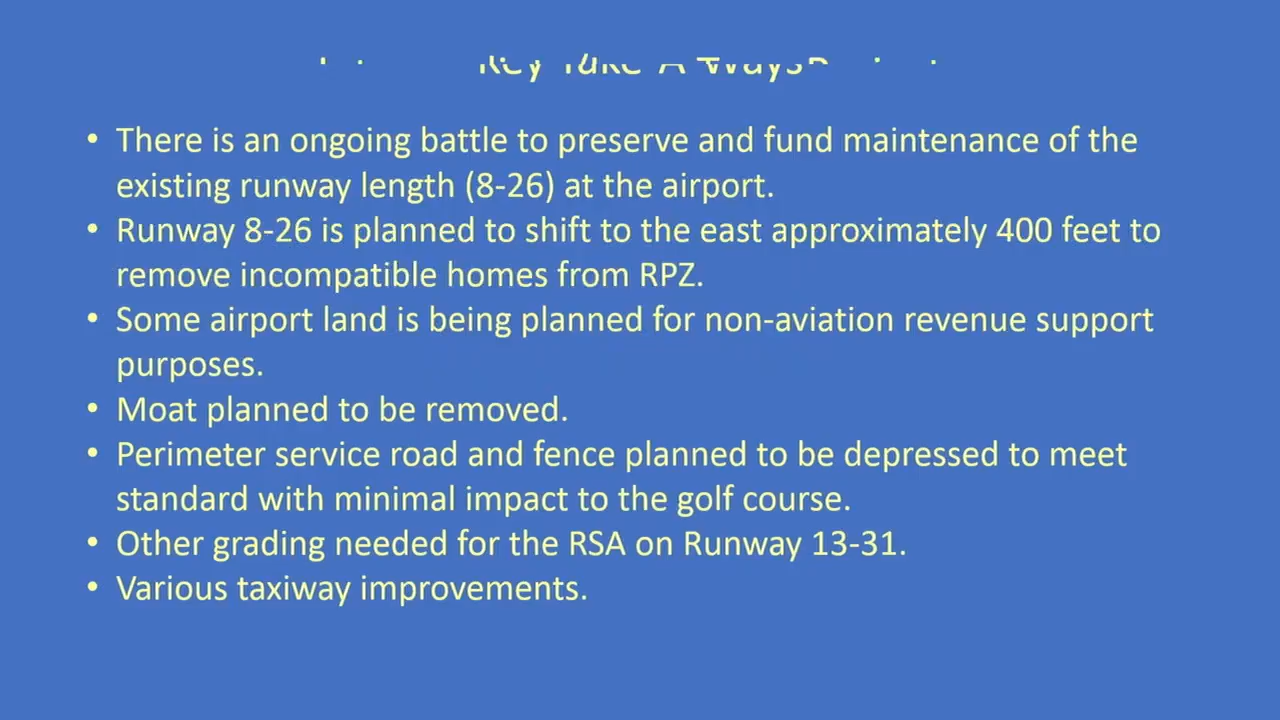 Key Take A Ways
• There is an ongoing battle to preserve and fund maintenance of the
existing runway length (8-26) at the airport.
• Runway 8-26 is planned to shift to the east approximately 400 feet to
remove incompatible homes from RPZ.
• Some airport land is being planned for non-aviation revenue support
purposes.
• Moat planned to be removed.
• Perimeter service road and fence planned to be depressed to meet
standard with minimal impact to the golf course.
• Other grading needed for the RSA on Runway 13-31.
• Various taxiway improvements.